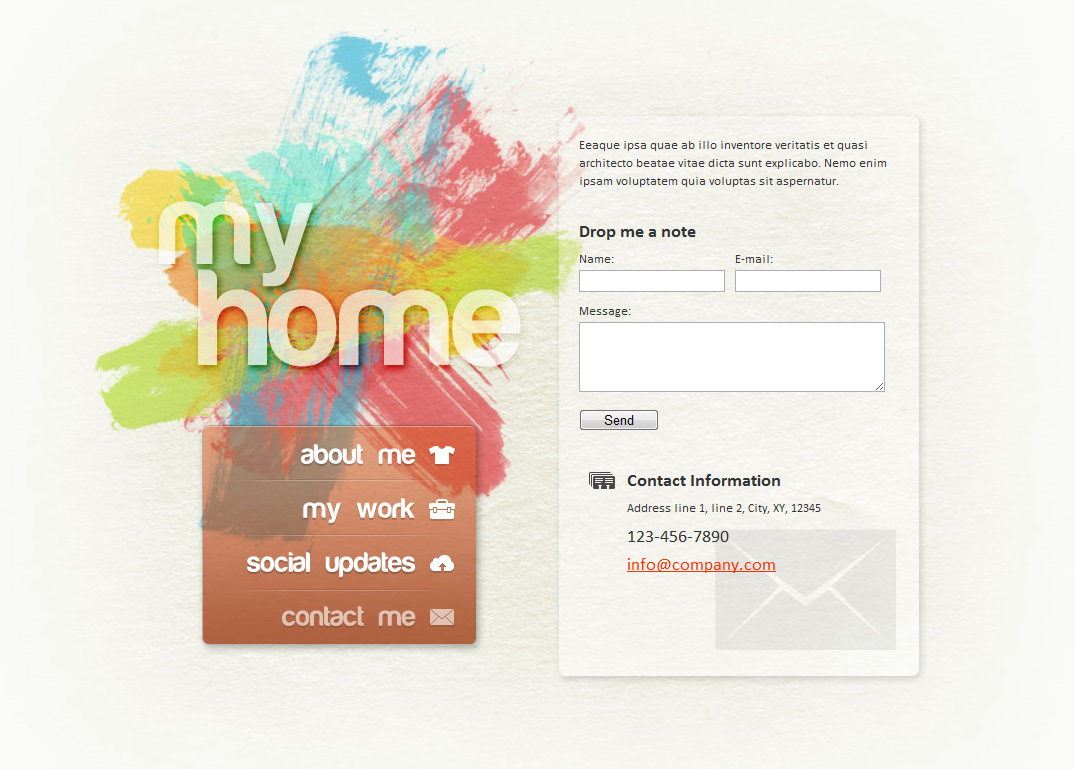 my
home
about me
my work
social updates
contact me
Eeaque ipsa quae ab illo inventore veritatis et quasi
architecto beatae vitae dicta sunt explicabo. Nemo enim
ipsam voluptatem quia voluptas sit aspernatur.
Drop me a note
Name: E-mail:
Message:
Send
Contact Information
Address line 1, line 2, City, XY, 12345
123-456-7890
info@company.com